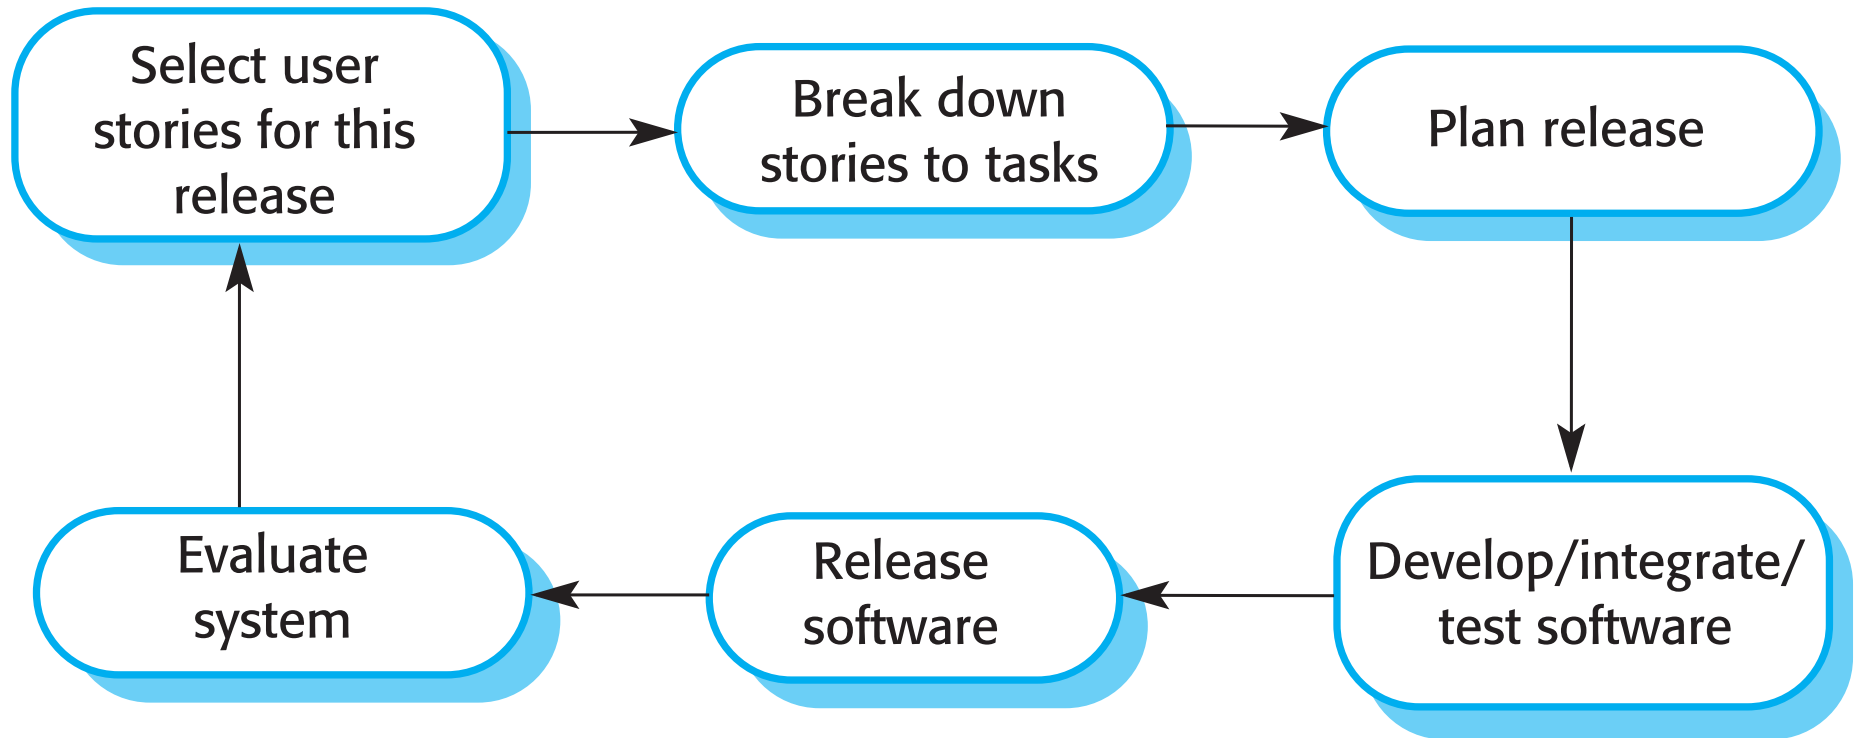 Select user
stories for this
release
Break down
stories to tasks
Plan release
Develop/integrate/
test software
Release
software
Evaluate
system